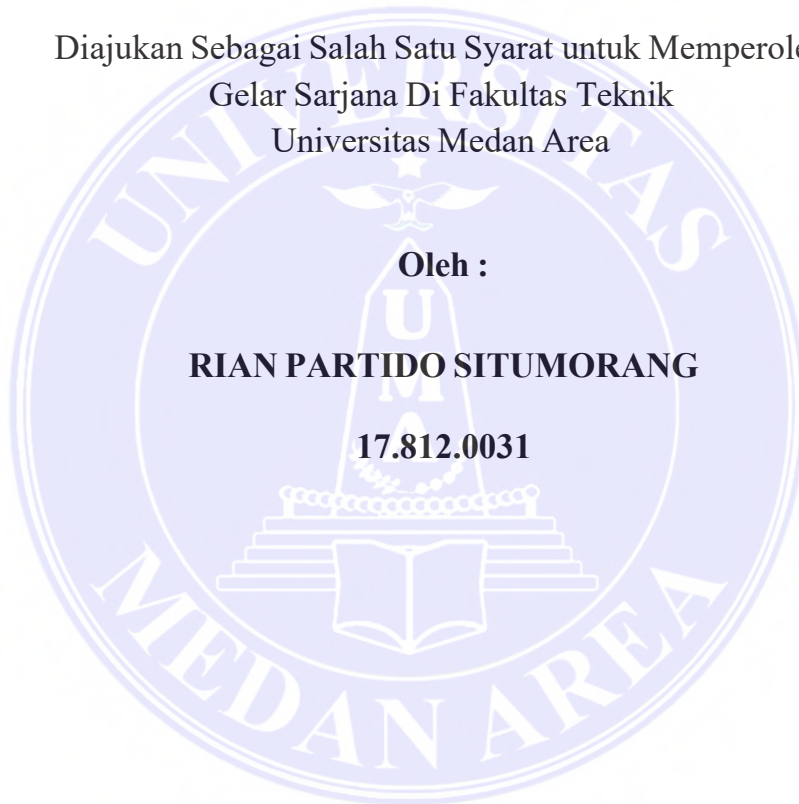 Diajukan Sebagai Salah Satu Syarat untuk Memperole
Gelar Sarjana Di Fakultas Teknik
Universitas Medan Area
Oleh :
RIAN PARTIDO SITUMORANG
17.812.0031
UNIVERSITAS
UMA
MEDAN AREA